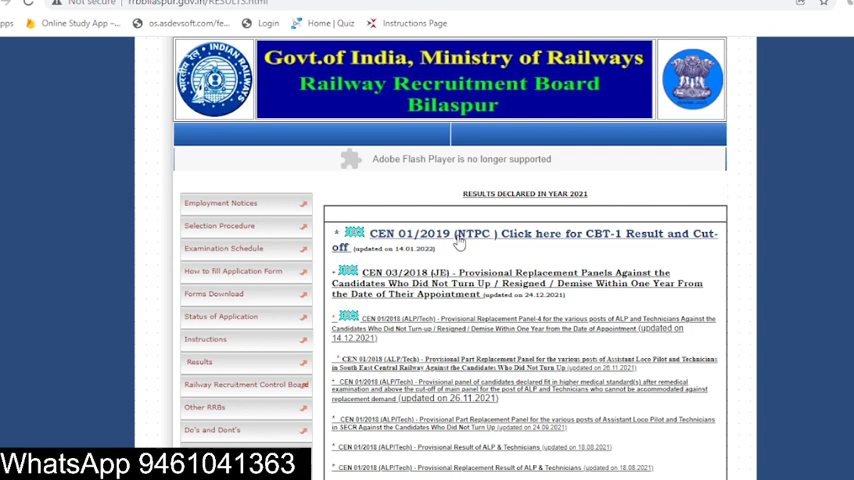 Not secure
rrbbilaspur.gov.in/RESULTS.html
pps Online Study App –... os.asdevsoft.com/fe... Login Home | Quiz Instructions Page
Govt.of India, Ministry of Railways
Railway Recruitment Board
Bilaspur
INDIAN RAILWAYS
Adobe Flash Player is no longer supported
RESULTS DECLARED IN YEAR 2021
Employment Notices
Selection Procedure
Examination Schedule
How to fill Application Form
Forms Download
Status of Application
Instructions
Results
Railway Recruitment Control Board
Other RRBs
Do's and Dont's
* CEN 01/2019 (NTPC ) Click here for CBT-1 Result and Cut-
off (updated on 14.01.2022)
* CEN 03/2018 (JE) - Provisional Replacement Panels Against the
Candidates Who Did Not Turn Up / Resigned / Demise Within One Year From
the Date of Their Appointment (updated on 24.12.2021)
* CEN 01/2018 (ALP/Tech) - Provisional Replacement Panel-4 for the various posts of ALP and Technicians Against the
Candidates Who Did Not Turn-up / Resigned / Demise Within One Year from the Date of Appointment (updated on
14.12.2021)
* CEN 01/2018 (ALP/Tech) - Provisional Part Replacement Panel for the various posts of Assistant Loco Pilot and Technicians
in South East Central Railway Against the Candidates Who Did Not Turn Up (updated on 26.11.2021)
* CEN 01/2018 (ALP/Tech) - Provisional panel of candidates declared fit in higher medical standard(s) after remedial
examination and above the cut-off of main panel for the post of ALP and Technicians who cannot be accommodated against
replacement demand (updated on 26.11.2021)
* CEN 01/2018 (ALP/Tech) - Provisional Part Replacement Panel for the various posts of Assistant Loco Pilot and Technicians
in SECR Against the Candidates Who Did Not Turn Up (updated on 24.09.2021)
* CEN 01/2018 (ALP/Tech) - Provisional Result of ALP & Technicians (updated on 18.08.2021)
* CEN 01/2018 (ALP/Tech) - Provisional Replacement Result of ALP & Technicians (updated on 18.08.2021)
WhatsApp 9461041363